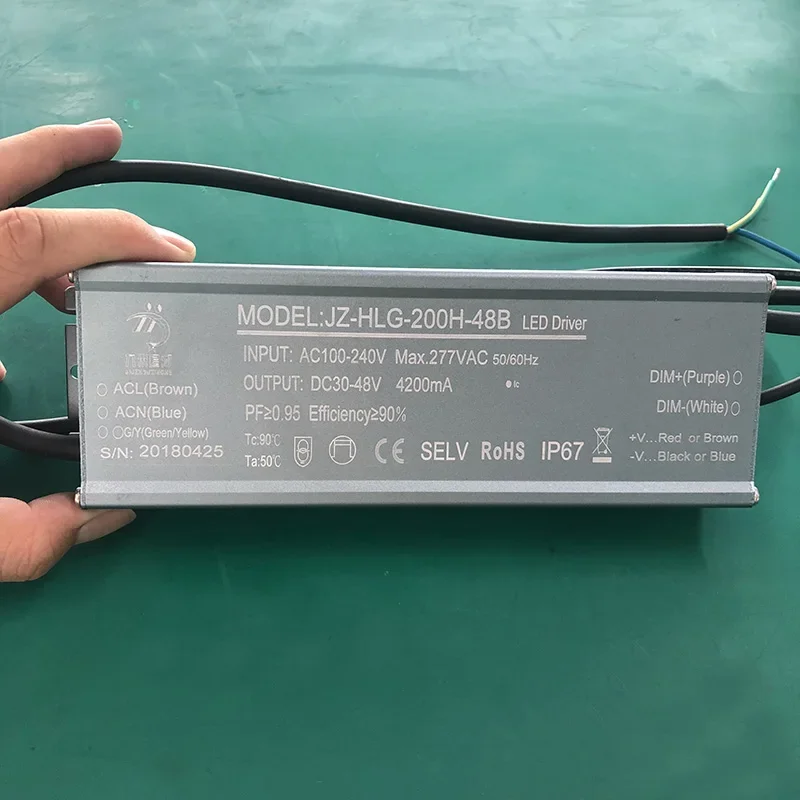 MODEL:JZ-HLG-200H-48B LED Driver
INPUT: AC100-240V Max.277VAC 50/60Hz
OUTPUT: DC30-48V 4200mA
Ic
PF≥0.95 Efficiency≥90%
Tc:90℃
Ta:50℃
CE SELV RoHS IP67
ACL(Brown)
ACN(Blue)
G/Y(Green/Yellow)
S/N: 20180425
DIM+(Purple)
DIM-(White)
+V...Red or Brown
-V...Black or Blue